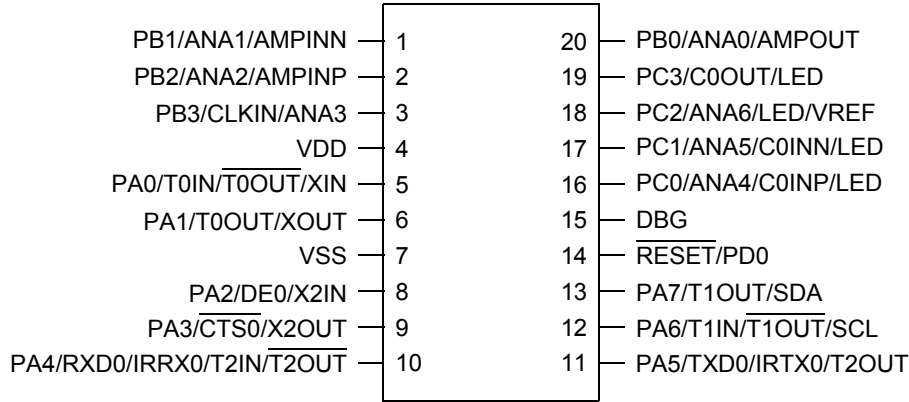 PB1/ANA1/AMPINN 1 20 PB0/ANA0/AMPOUT
PB2/ANA2/AMPINP 2 19 PC3/C0OUT/LED
PB3/CLKIN/ANA3 3 18 PC2/ANA6/LED/VREF
VDD 4 17 PC1/ANA5/C0INN/LED
PA0/T0IN/T0OUT/XIN 5 16 PC0/ANA4/C0INP/LED
PA1/T0OUT/XOUT 6 15 DBG
VSS 7 14 RESET/PD0
PA2/DE0/X2IN 8 13 PA7/T1OUT/SDA
PA3/CTS0/X2OUT 9 12 PA6/T1IN/T1OUT/SCL
PA4/RXD0/IRRX0/T2IN/T2OUT 10 11 PA5/TXD0/IRTX0/T2OUT